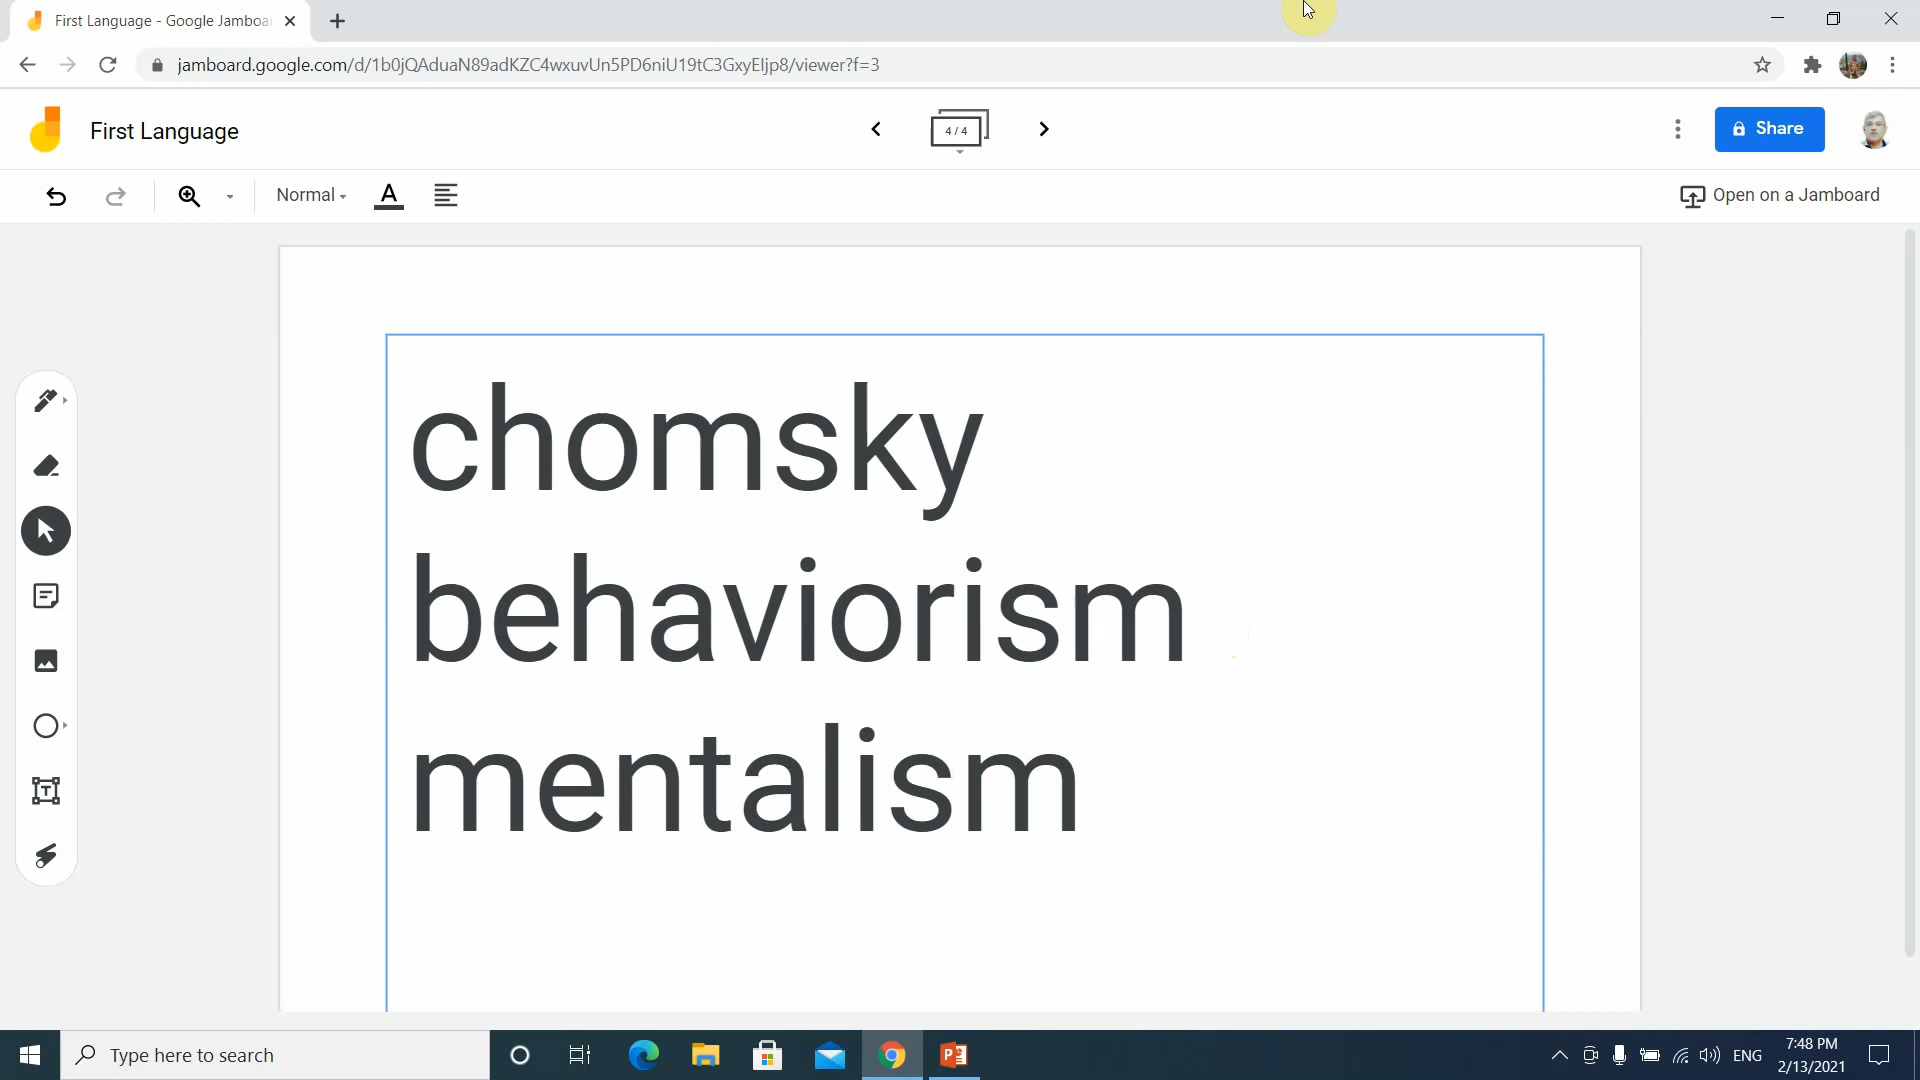 First Language - Google Jamboa
jamboard.google.com/d/1b0jQAduaN89adKZC4wxuvUn5PD6niU19tC3GxyEljp8/viewer?f=3
First Language
4 / 4
Share
Normal
A
Open on a Jamboard
chomsky
behaviorism
mentalism
Type here to search
ENG
7:48 PM
2/13/2021